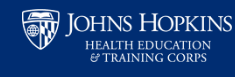 JOHNS HOPKINS
HEALTH EDUCATION
& TRAINING CORPS